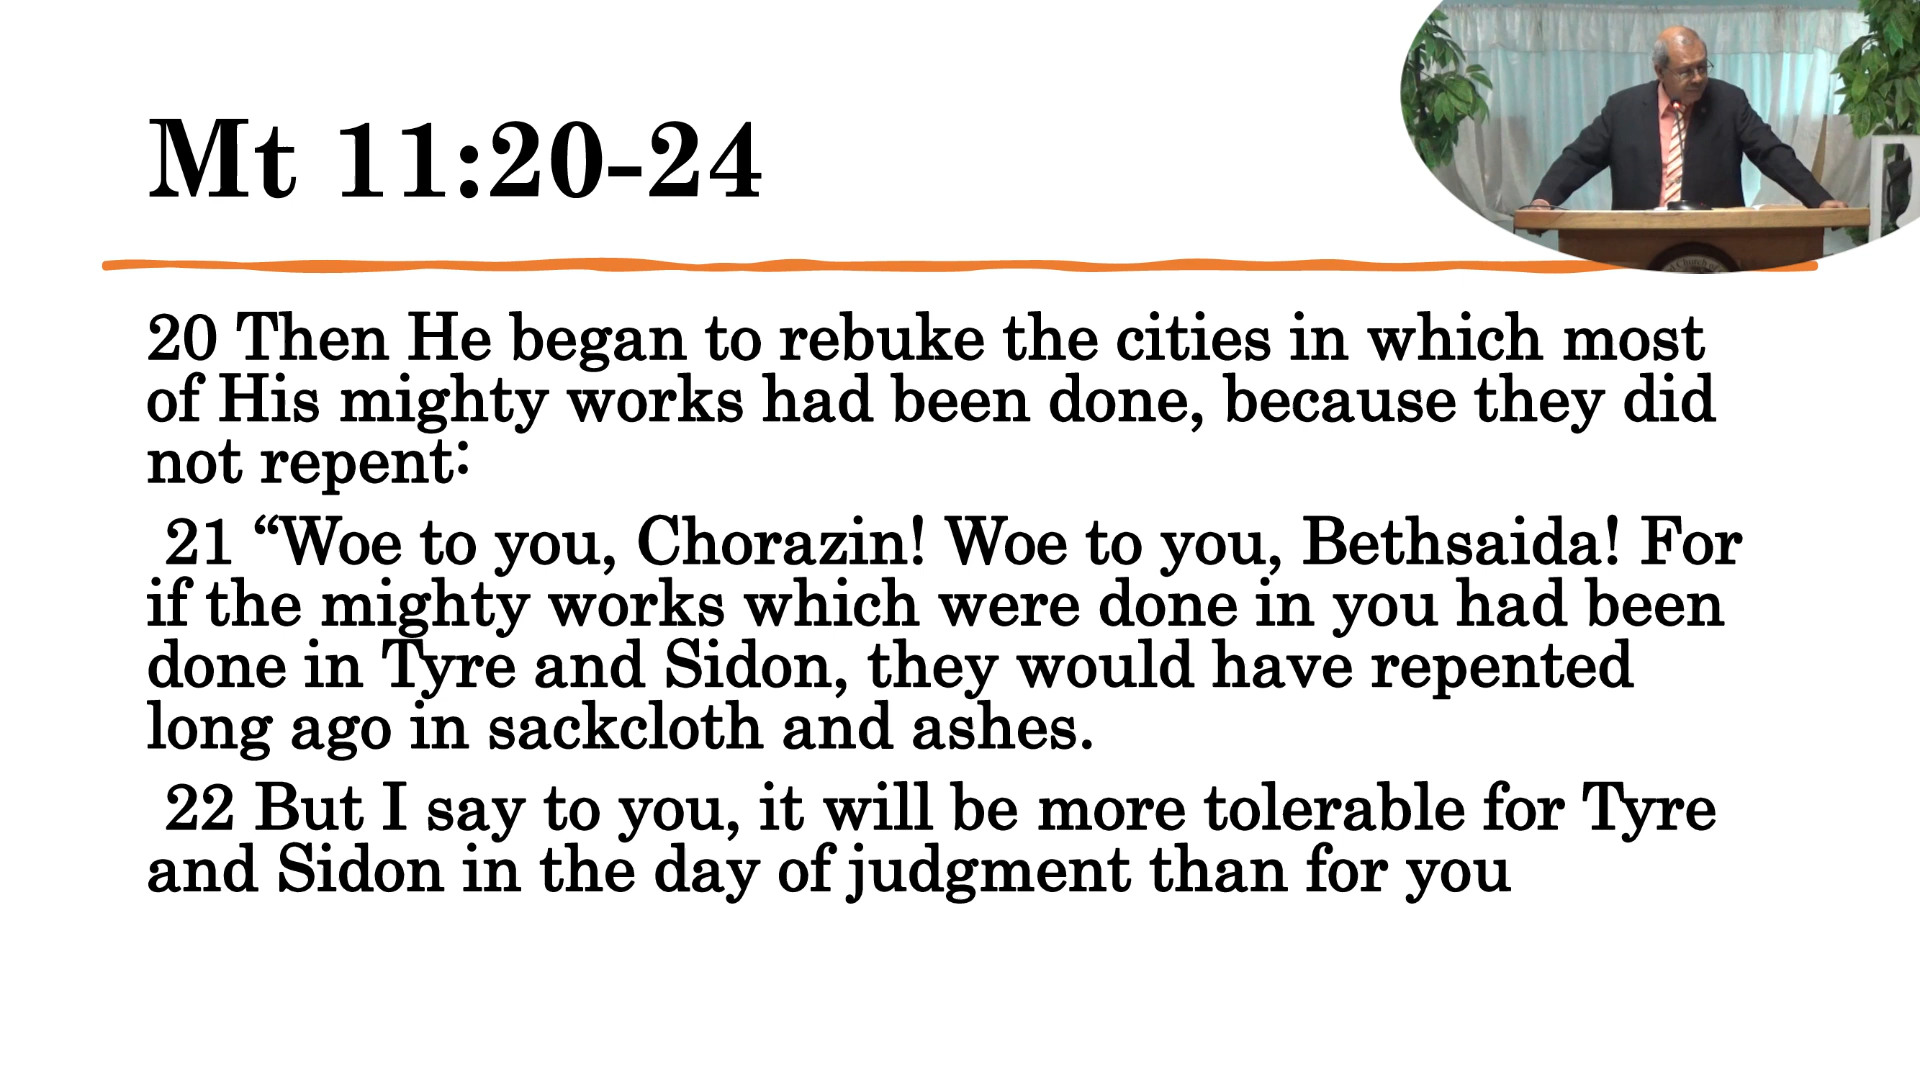 Mt 11:20-24
20 Then He began to rebuke the cities in which most
of His mighty works had been done, because they did
not repent:
21 “Woe to you, Chorazin! Woe to you, Bethsaida! For
if the mighty works which were done in you had been
done in Tyre and Sidon, they would have repented
long ago in sackcloth and ashes.
22 But I say to you, it will be more tolerable for Tyre
and Sidon in the day of judgment than for you
Church of